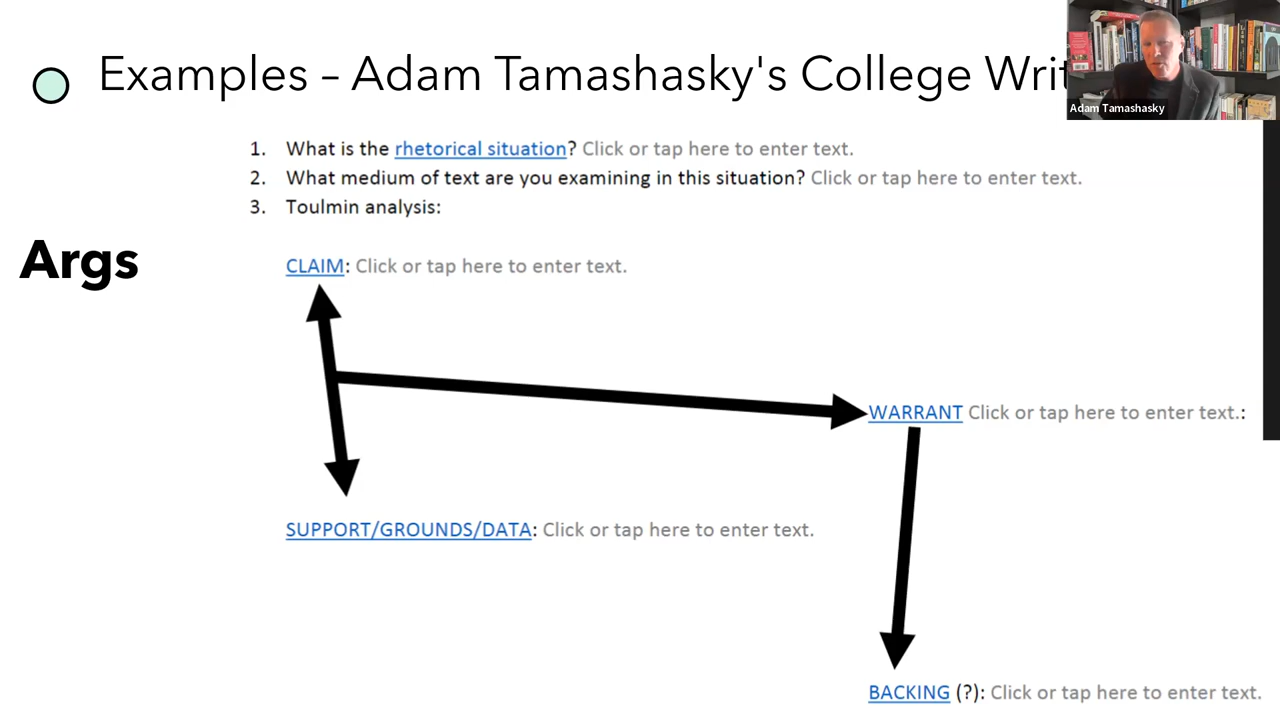 Examples – Adam Tamashasky's College Writ
Adam Tamashasky
1. What is the rhetorical situation? Click or tap here to enter text.
2. What medium of text are you examining in this situation? Click or tap here to enter text.
3. Toulmin analysis:
Args
CLAIM: Click or tap here to enter text.
WARRANT Click or tap here to enter text.:
SUPPORT/GROUNDS/DATA: Click or tap here to enter text.
BACKING (?): Click or tap here to enter text.